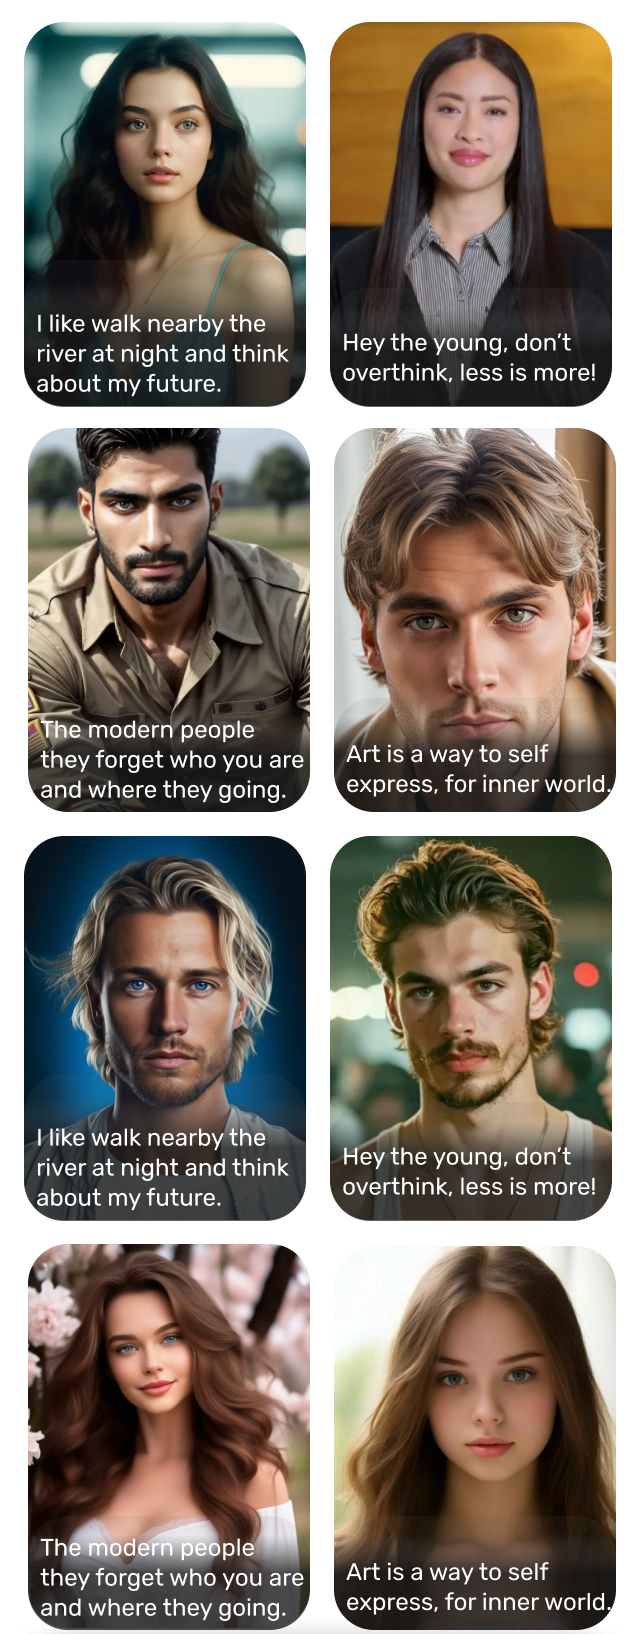 I like walk nearby the
river at night and think
about my future.
Hey the young, don’t
overthink, less is more!
The modern people
they forget who you are
and where they going.
Art is a way to self
express, for inner world.
I like walk nearby the
river at night and think
about my future.
Hey the young, don’t
overthink, less is more!
The modern people
they forget who you are
and where they going.
Art is a way to self
express, for inner world.